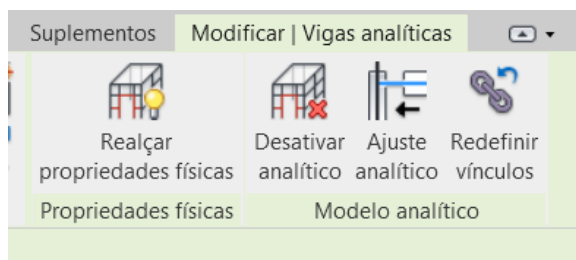 Suplementos Modificar | Vigas analíticas
Realçar Desativar Ajuste Redefinir
propriedades físicas analítico analítico vínculos
Propriedades físicas Modelo analítico